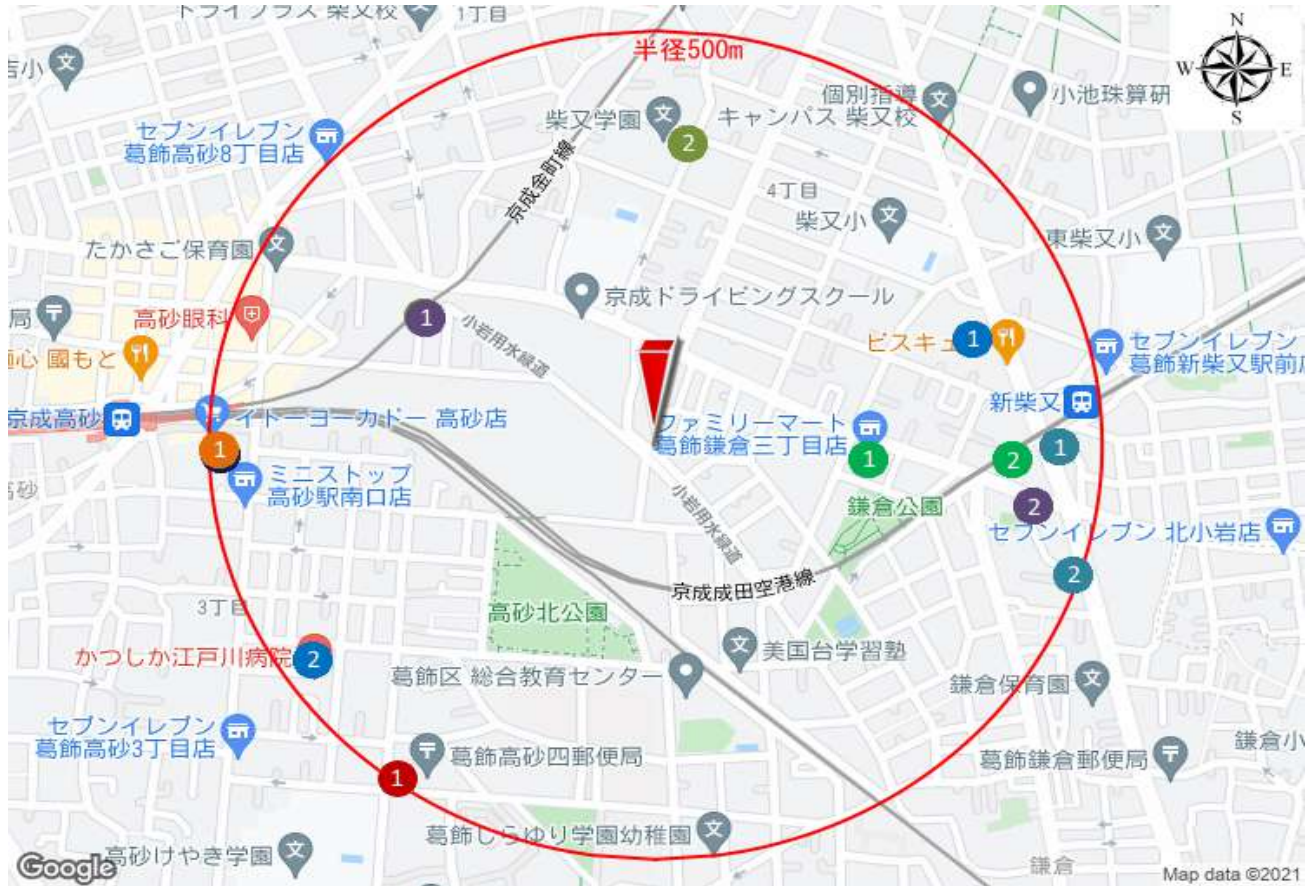 1丁目
半径500m
N
W
E
S
セブンイレブン
葛飾高砂8丁目店
柴又学園
2
個別指導
キャンパス 柴又校
小池珠算研
京成金町線
4丁目
柴又小
たかさご保育園
東柴又小
京成ドライビングスクール
1
高砂眼科
小岩用水緑道
國もと
1
セブンイレブン
葛飾新柴又駅前店
新柴又
京成高砂
イトーヨーカドー 高砂店
ファミリーマート
葛飾鎌倉三丁目店
1
1
2
1
ミニストップ
高砂駅南口店
小岩用水緑道
鎌倉公園
2
セブンイレブン 北小岩店
京成成田空港線
2
3丁目
高砂北公園
かつしか江戸川病院
2
美国台学習塾
葛飾区 総合教育センター
鎌倉保育園
セブンイレブン
葛飾高砂3丁目店
葛飾高砂四郵便局
1
葛飾鎌倉郵便局
鎌倉小
葛飾しらゆり学園幼稚園
高砂けやき学園
鎌倉
Google
Map data ©2021